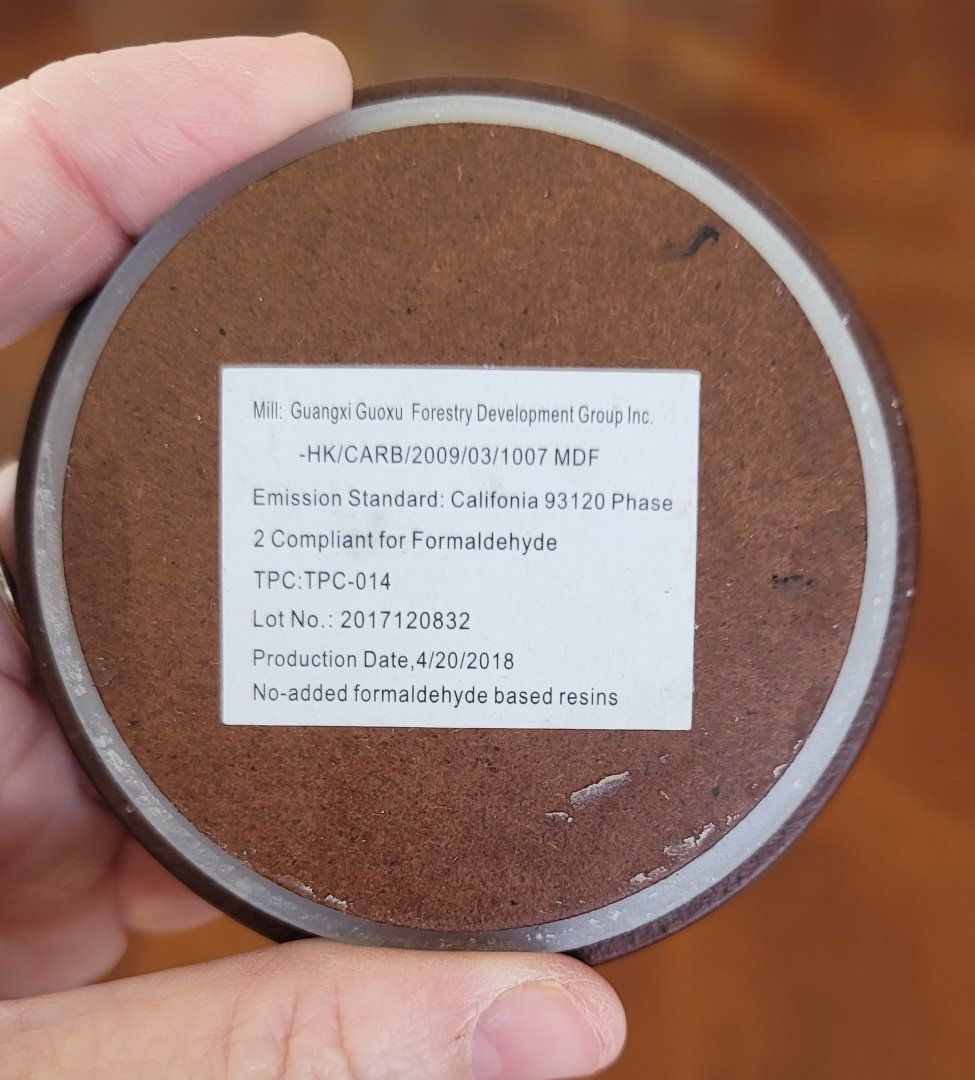 Mill: Guangxi Guoxu Forestry Development Group Inc.
-HK/CARB/2009/03/1007 MDF
Emission Standard: Califonia 93120 Phase
2 Compliant for Formaldehyde
TPC:TPC-014
Lot No.: 2017120832
Production Date,4/20/2018
No-added formaldehyde based resins